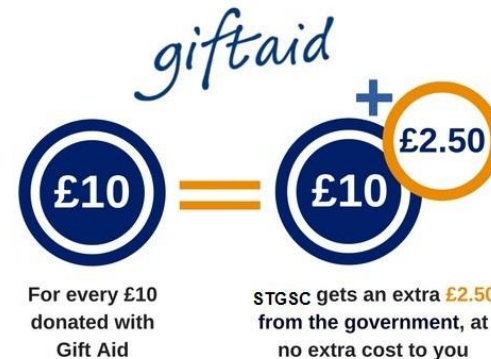 giftaid
£10
=
£10
+
£2.50
For every £10
donated with
Gift Aid
STGSC gets an extra £2.50
from the government, at
no extra cost to you